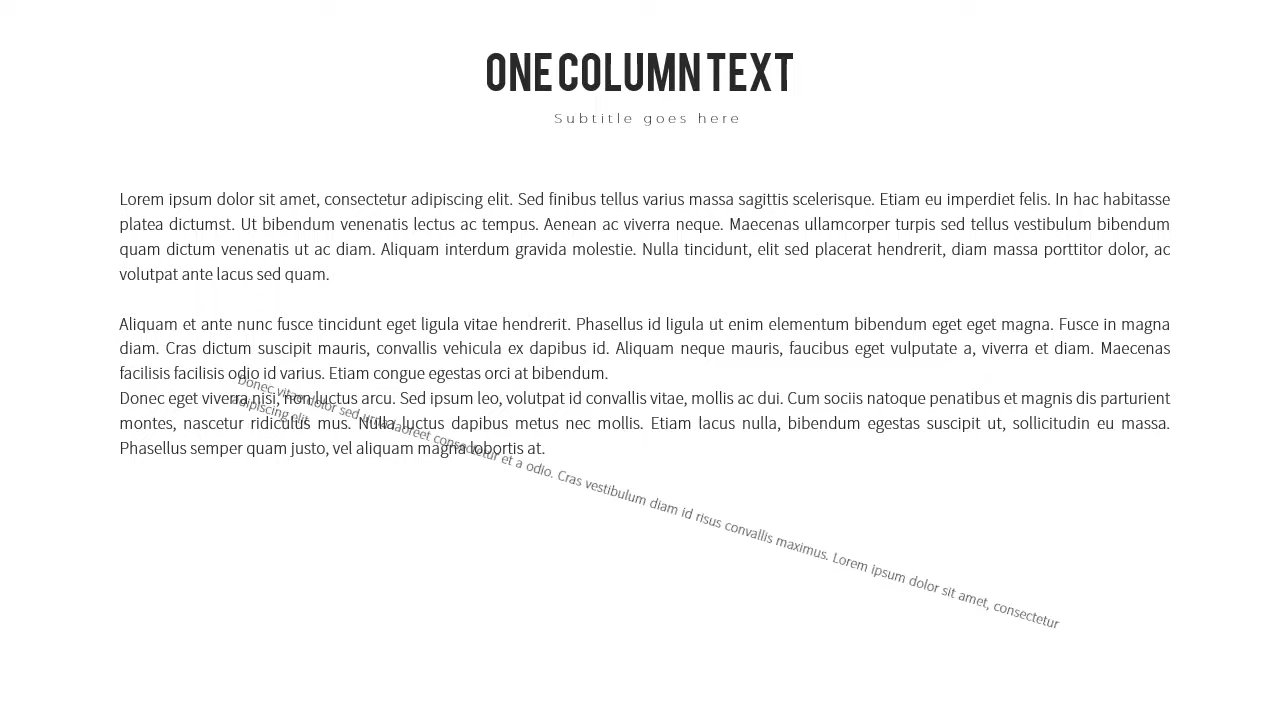 ONE COLUMN TEXT
Subtitle goes here
Lorem ipsum dolor sit amet, consectetur adipiscing elit. Sed finibus tellus varius massa sagittis scelerisque. Etiam eu imperdiet felis. In hac habitasse
platea dictumst. Ut bibendum venenatis lectus ac tempus. Aenean ac viverra neque. Maecenas ullamcorper turpis sed tellus vestibulum bibendum
quam dictum venenatis ut ac diam. Aliquam interdum gravida molestie. Nulla tincidunt, elit sed placerat hendrerit, diam massa porttitor dolor, ac
volutpat ante lacus sed quam.
Aliquam et ante nunc fusce tincidunt eget ligula vitae hendrerit. Phasellus id ligula ut enim elementum bibendum eget eget magna. Fusce in magna
diam. Cras dictum suscipit mauris, convallis vehicula ex dapibus id. Aliquam neque mauris, faucibus eget vulputate a, viverra et diam. Maecenas
facilisis facilisis odio id varius. Etiam congue egestas orci at bibendum.
Donec eget viverra nisi, non luctus arcu. Sed ipsum leo, volutpat id convallis vitae, mollis ac dui. Cum sociis natoque penatibus et magnis dis parturient
montes, nascetur ridiculus mus. Nulla luctus dapibus metus nec mollis. Etiam lacus nulla, bibendum egestas suscipit ut, sollicitudin eu massa.
Phasellus semper quam justo, vel aliquam magna lobortis at.
Donec vitae dolor sed laoreet consectetur et a odio. Cras vestibulum diam id risus convallis maximus. Lorem ipsum dolor sit amet, consectetur
adipiscing elit.